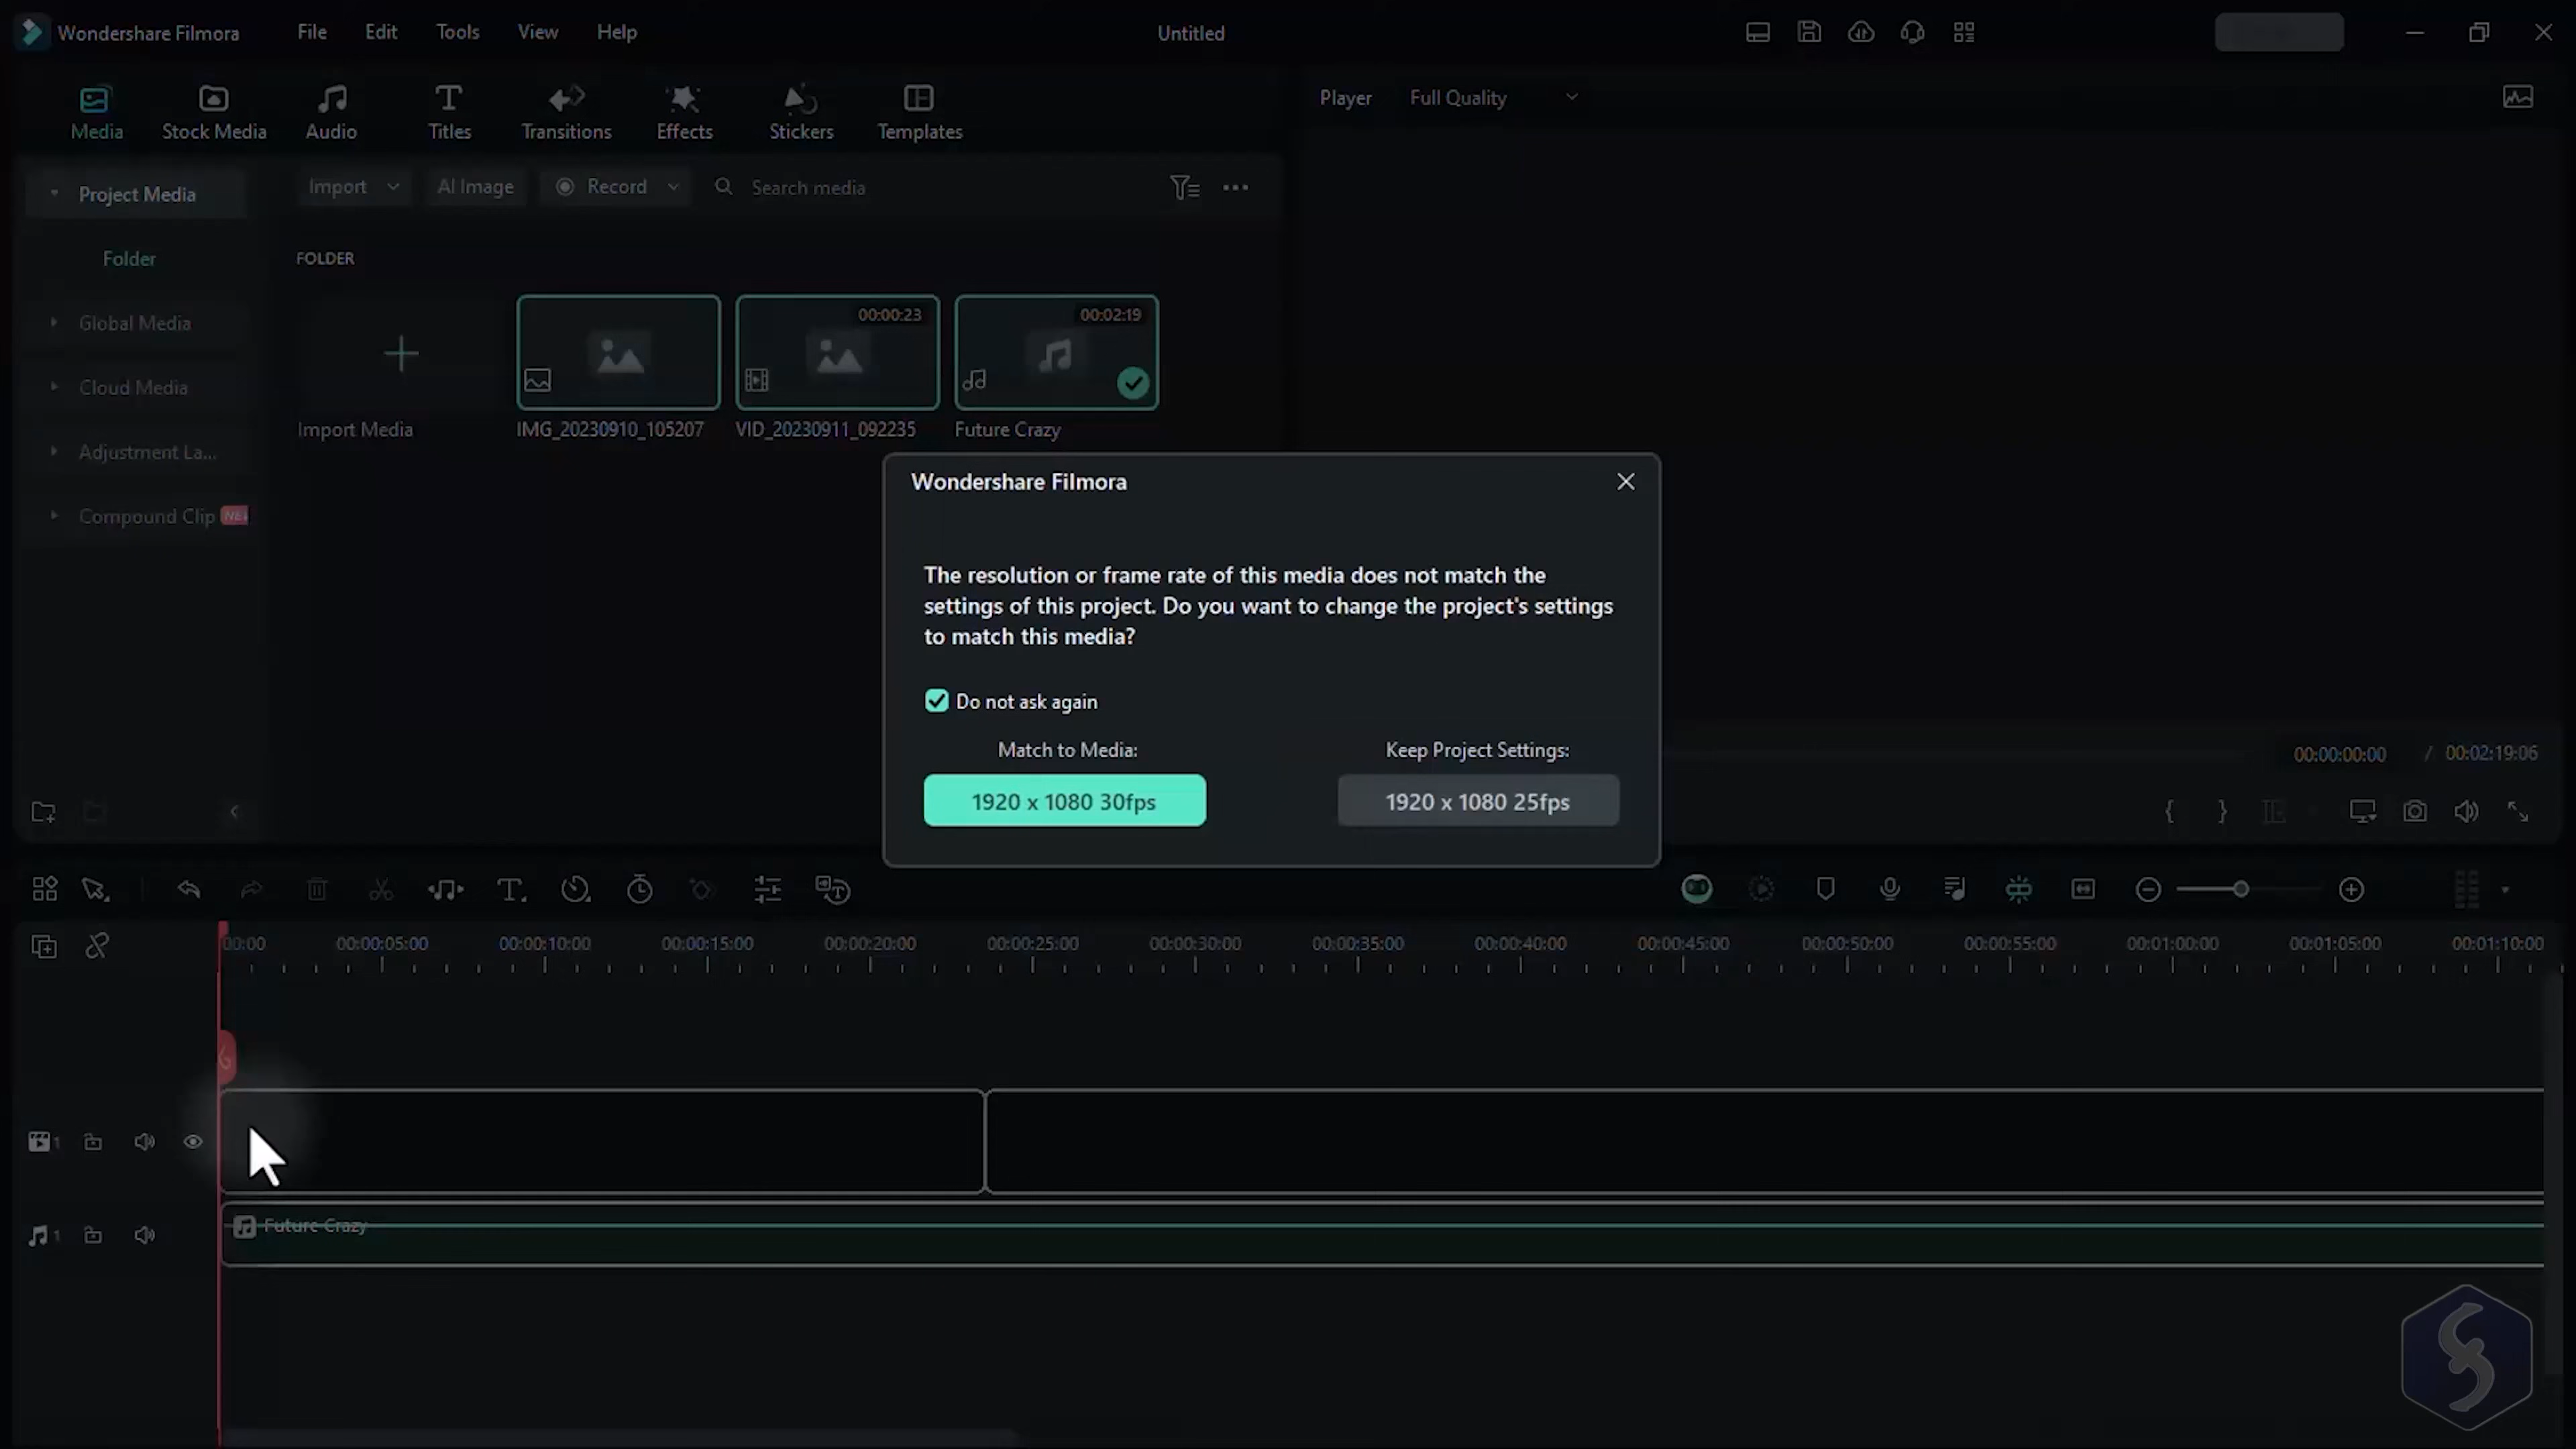 Wondershare Filmora
File
Edit
Tools
View
Help
Untitled
Media
Stock Media
Audio
Titles
Transitions
Effects
Stickers
Templates
Player
Full Quality
Project Media
Folder
Global Media
Cloud Media
Adjustment La...
Compound Clip
Import
AI Image
Record
Search media
FOLDER
Import Media
IMG_20230910_105207
00:00:23
VID_20230911_092235
00:02:19
Future Crazy
Wondershare Filmora
The resolution or frame rate of this media does not match the
settings of this project. Do you want to change the project's settings
to match this media?
Do not ask again
Match to Media:
1920 x 1080 30fps
Keep Project Settings:
1920 x 1080 25fps
00:00:00:00 / 00:02:19:06
00:00
00:00:05:00
00:00:10:00
00:00:15:00
00:00:20:00
00:00:25:00
00:00:30:00
00:00:35:00
00:00:40:00
00:00:45:00
00:00:50:00
00:00:55:00
00:01:00:00
00:01:05:00
00:01:10:00
1
1
Future Crazy